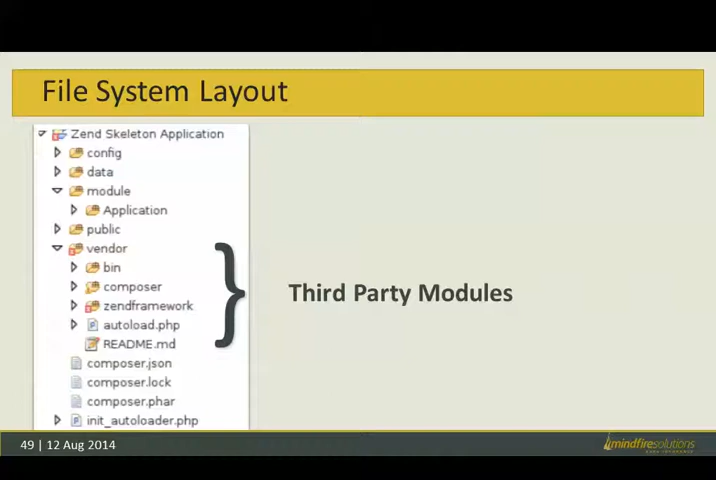 File System Layout
Zend Skeleton Application
config
data
module
Application
public
vendor
bin
composer
zendframework
autoload.php
README.md
composer.json
composer.lock
composer.phar
init_autoloader.php
Third Party Modules
49 | 12 Aug 2014
mindfiresolutions